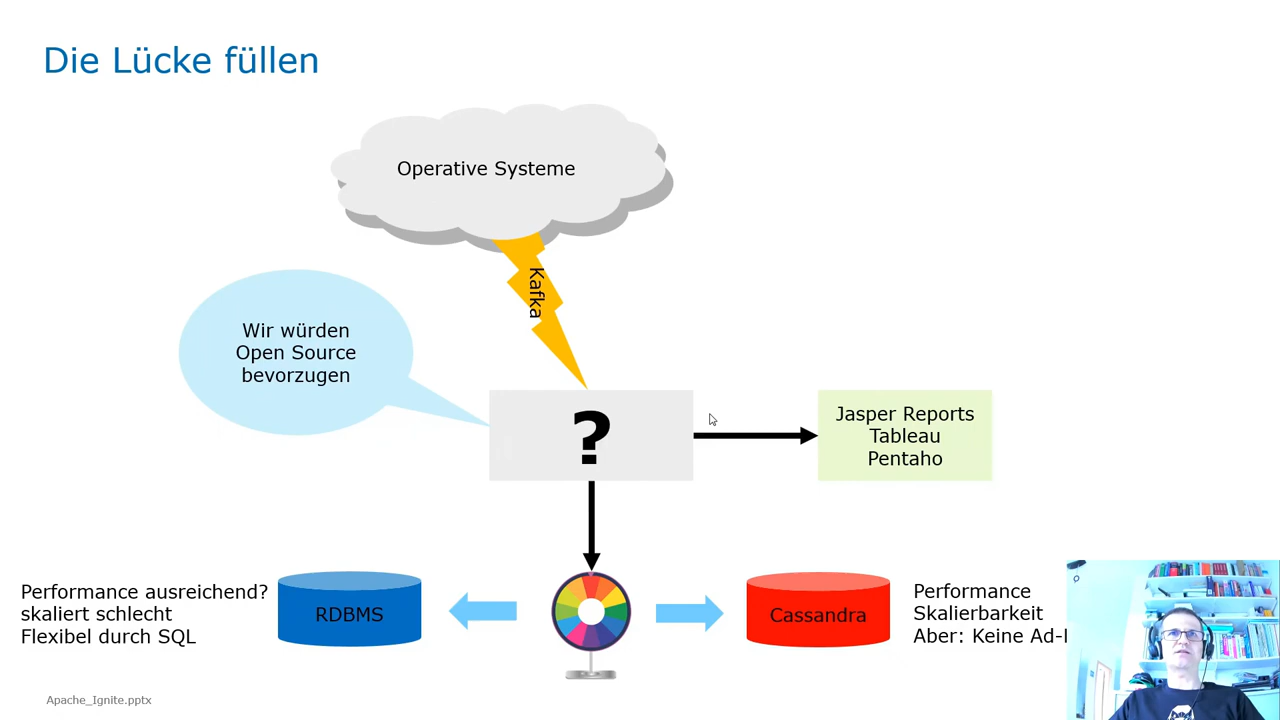 Die Lücke füllen
Operative Systeme
Kafka
Wir würden
Open Source
bevorzugen
?
Jasper Reports
Tableau
Pentaho
Performance ausreichend?
skaliert schlecht
Flexibel durch SQL
RDBMS
Cassandra
Performance
Skalierbarkeit
Aber: Keine
Apache_Ignite.pptx